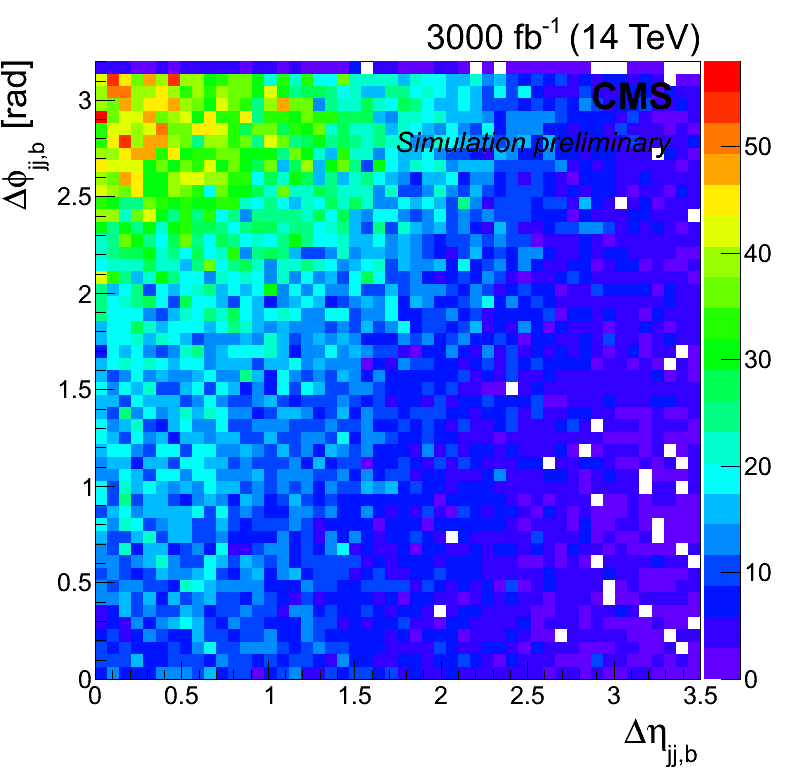 3000 fb⁻¹ (14 TeV)
CMS
Simulation preliminary
Δϕjj,b [rad]
3
2.5
2
1.5
1
0.5
0
0 0.5 1 1.5 2 2.5 3 3.5
Δηjj,b
50
40
30
20
10
0